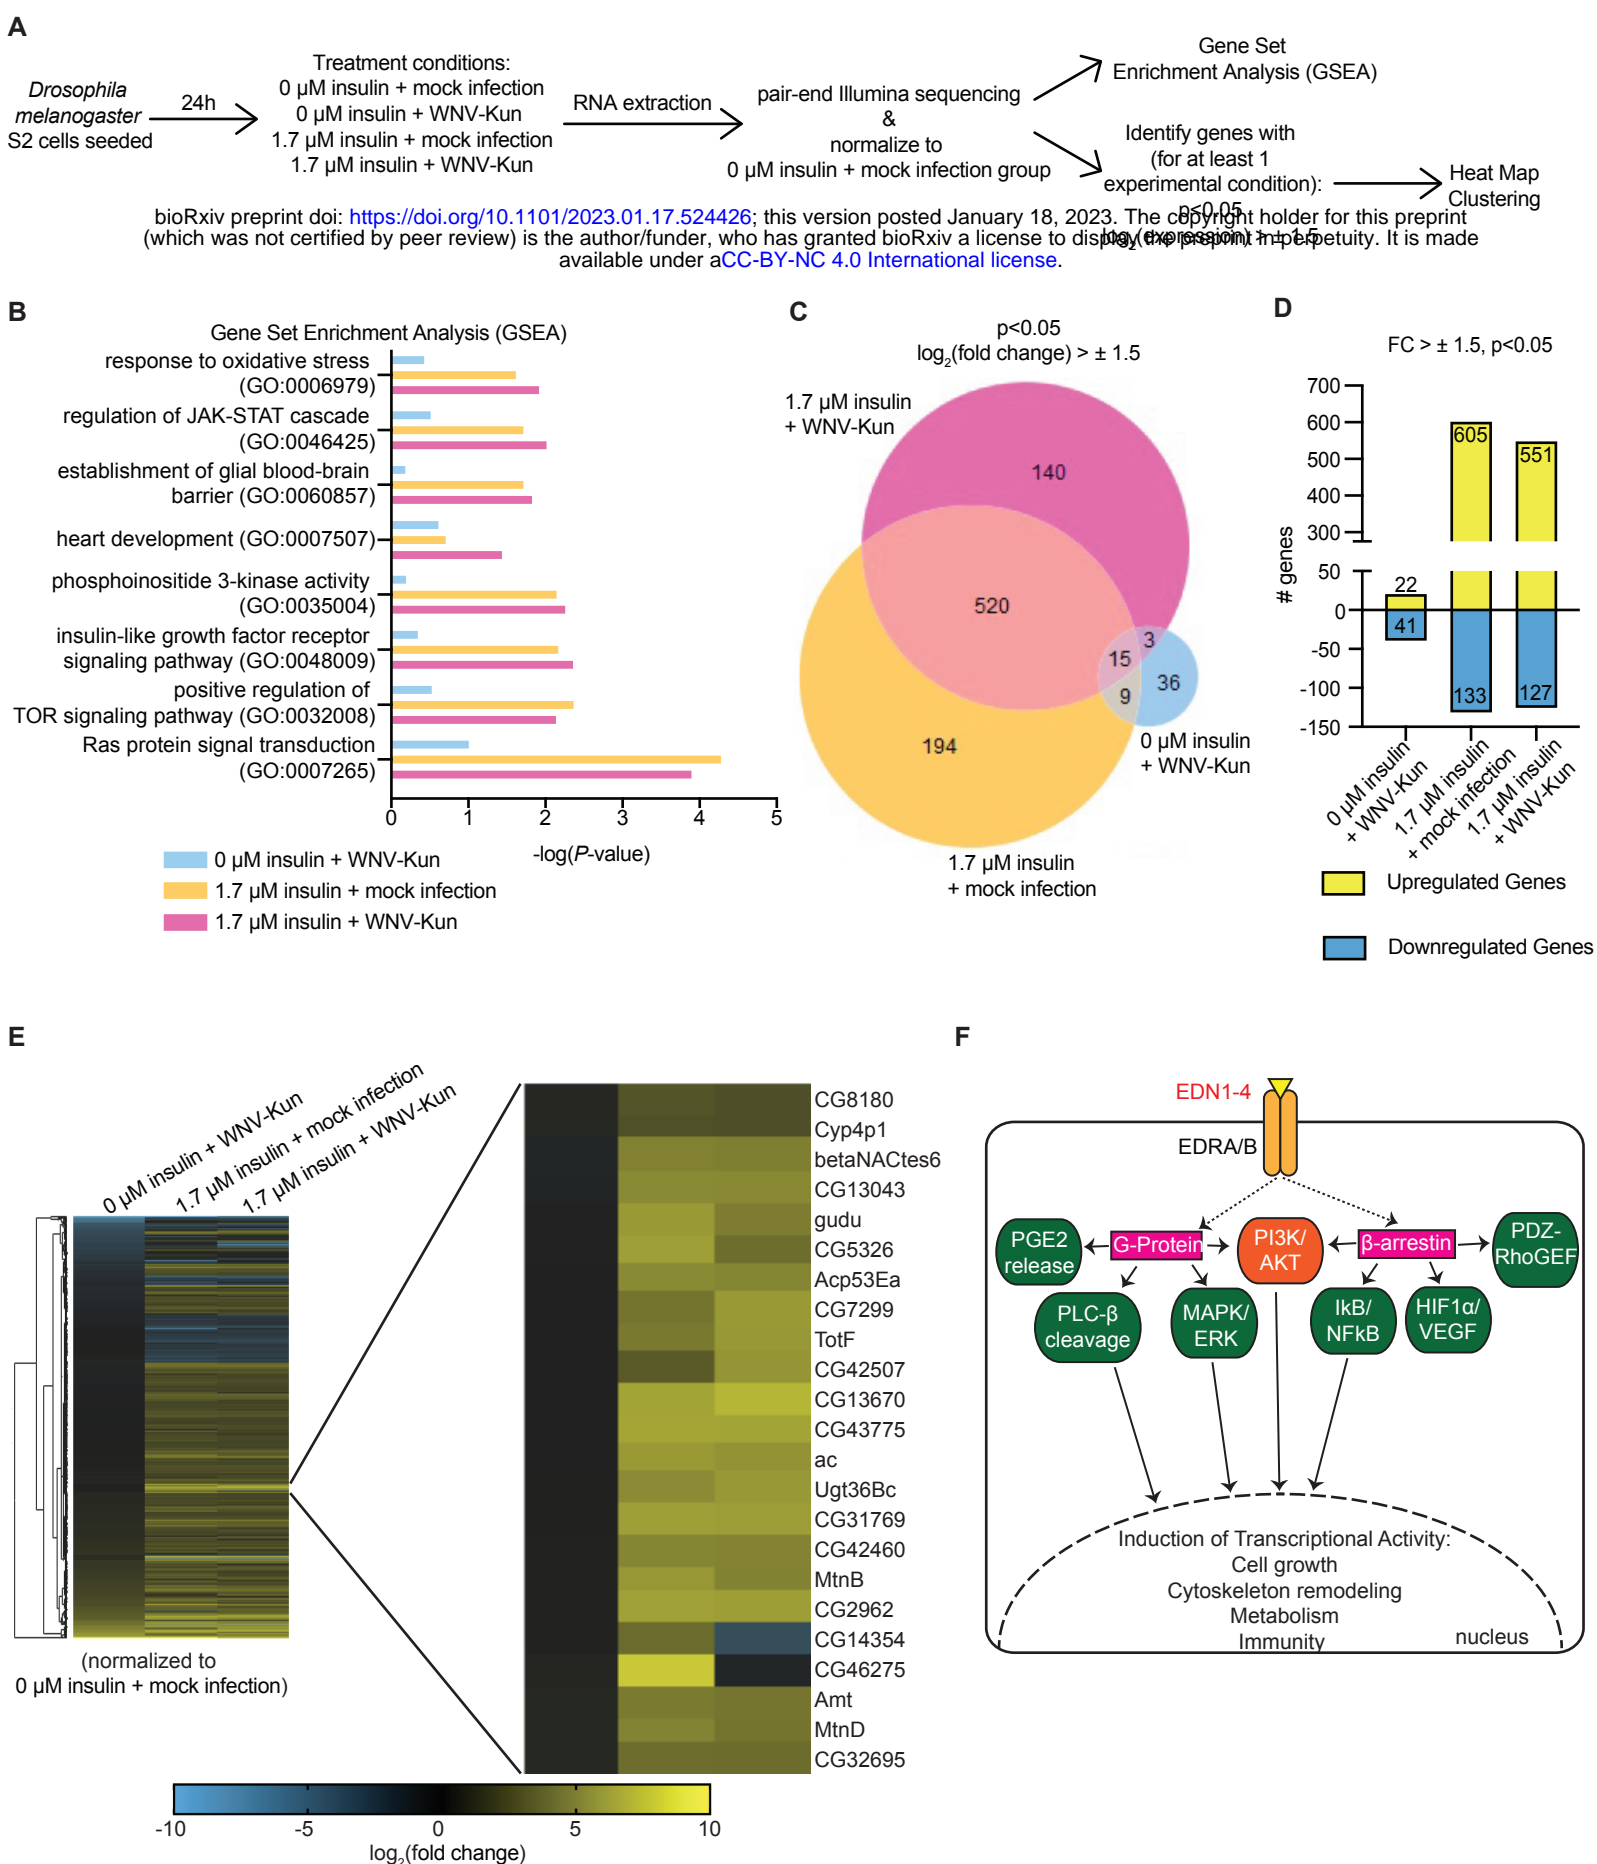 A
Drosophila
melanogaster
S2 cells seeded
24h
Treatment conditions:
0 µM insulin + mock infection
0 µM insulin + WNV-Kun
1.7 µM insulin + mock infection
1.7 µM insulin + WNV-Kun
RNA extraction
pair-end Illumina sequencing
&
normalize to
0 µM insulin + mock infection group
Gene Set
Enrichment Analysis (GSEA)
Identify genes with
(for at least 1
experimental condition):
p<0.05
log2(expression) > ± 1.5
Heat Map
Clustering
bioRxiv preprint doi: https://doi.org/10.1101/2023.01.17.524426; this version posted January 18, 2023. The copyright holder for this preprint
(which was not certified by peer review) is the author/funder, who has granted bioRxiv a license to display the preprint in perpetuity. It is made
available under aCC-BY-NC 4.0 International license.
B
Gene Set Enrichment Analysis (GSEA)
response to oxidative stress
(GO:0006979)
regulation of JAK-STAT cascade
(GO:0046425)
establishment of glial blood-brain
barrier (GO:0060857)
heart development (GO:0007507)
phosphoinositide 3-kinase activity
(GO:0035004)
insulin-like growth factor receptor
signaling pathway (GO:0048009)
positive regulation of
TOR signaling pathway (GO:0032008)
Ras protein signal transduction
(GO:0007265)
0 1 2 3 4 5
-log(P-value)
0 µM insulin + WNV-Kun
1.7 µM insulin + mock infection
1.7 µM insulin + WNV-Kun
C
p<0.05
log2(fold change) > ± 1.5
1.7 µM insulin
+ WNV-Kun
140
520
3
15
36
9
194
0 µM insulin
+ WNV-Kun
1.7 µM insulin
+ mock infection
D
FC > ± 1.5, p<0.05
# genes
700
600
500
400
300
50
0
-50
-100
-150
605
551
22
41
133
127
0 µM insulin
+ WNV-Kun
1.7 µM insulin
+ mock infection
1.7 µM insulin
+ WNV-Kun
Upregulated Genes
Downregulated Genes
E
0 µM insulin + WNV-Kun
1.7 µM insulin + mock infection
1.7 µM insulin + WNV-Kun
(normalized to
0 µM insulin + mock infection)
CG8180
Cyp4p1
betaNACtes6
CG13043
gudu
CG5326
Acp53Ea
CG7299
TotF
CG42507
CG13670
CG43775
ac
Ugt36Bc
CG31769
CG42460
MtnB
CG2962
CG14354
CG46275
Amt
MtnD
CG32695
-10 -5 0 5 10
log2(fold change)
F
EDN1-4
EDRA/B
PGE2
release
G-Protein
PI3K/
AKT
β-arrestin
PDZ-
RhoGEF
PLC-β
cleavage
MAPK/
ERK
IkB/
NFkB
HIF1α/
VEGF
Induction of Transcriptional Activity:
Cell growth
Cytoskeleton remodeling
Metabolism
Immunity
nucleus